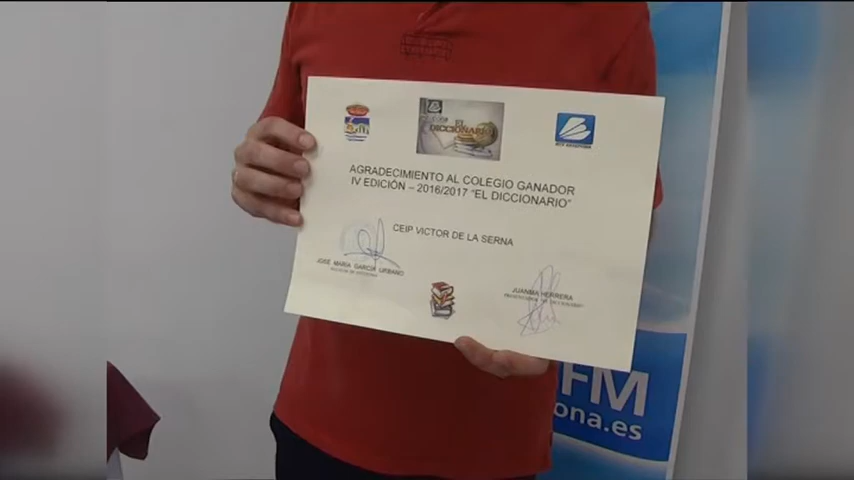 EL
DICCIONARIO
AGRADECIMIENTO AL COLEGIO GANADOR
IV EDICIÓN – 2016/2017 "EL DICCIONARIO"
CEIP VICTOR DE LA SERNA
JOSE MARIA GARCIA URBANO
JUANMA HERRERA
FM
ona.es